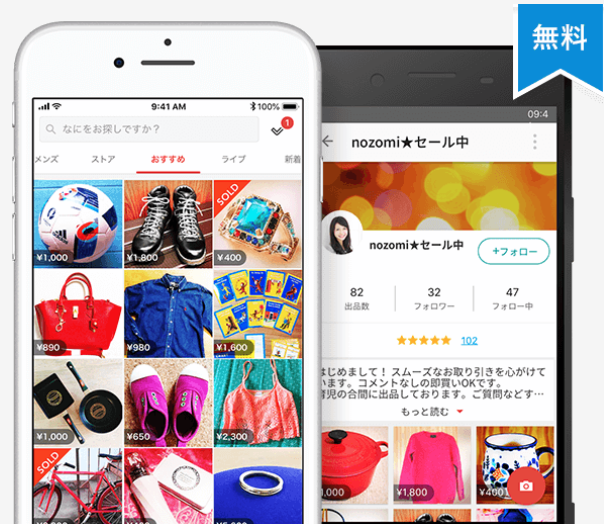 無料
9:41 AM
100%
なにをお探しですか？
1
メンズ
ストア
おすすめ
ライブ
新着
¥1,000
¥1,800
SOLD
¥400
¥890
¥980
¥1,600
¥1,000
¥650
¥2,300
SOLD
09:4
nozomi★セール中
nozomi★セール中
+フォロー
82
32
47
出品数
フォロワー
フォロー中
102
はじめまして！ スムーズなお取り引きを心がけて
います。コメントなしの即買いOKです。
育児の合間に出品しております。ご質問などす…
もっと読む
¥1,800
¥400